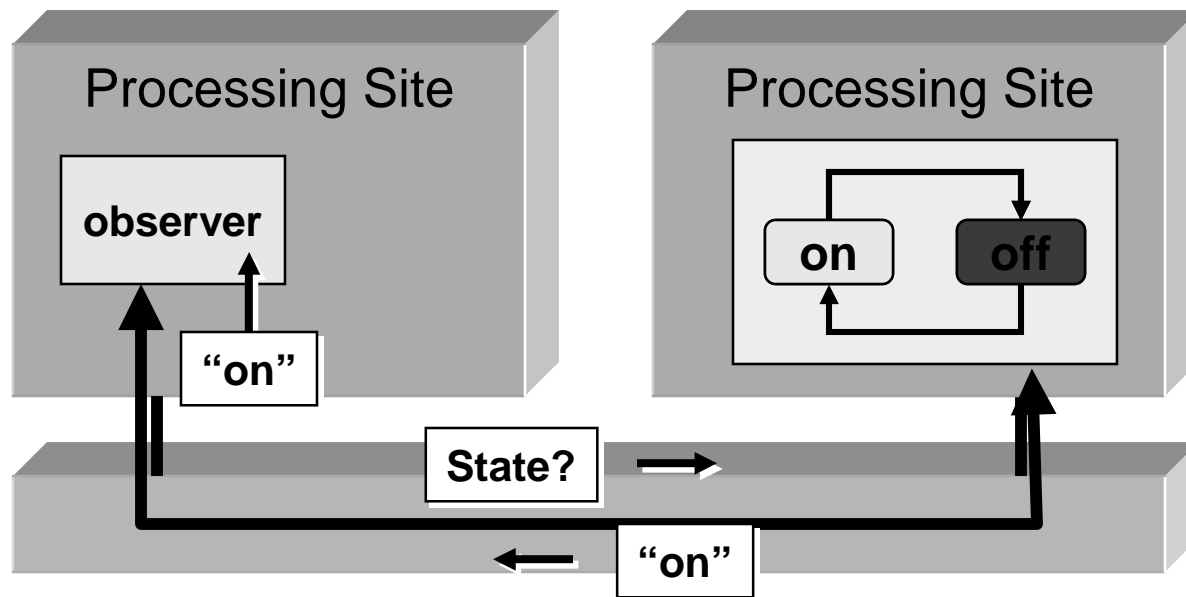 Processing Site
Processing Site
observer
on
off
“on”
State?
“on”